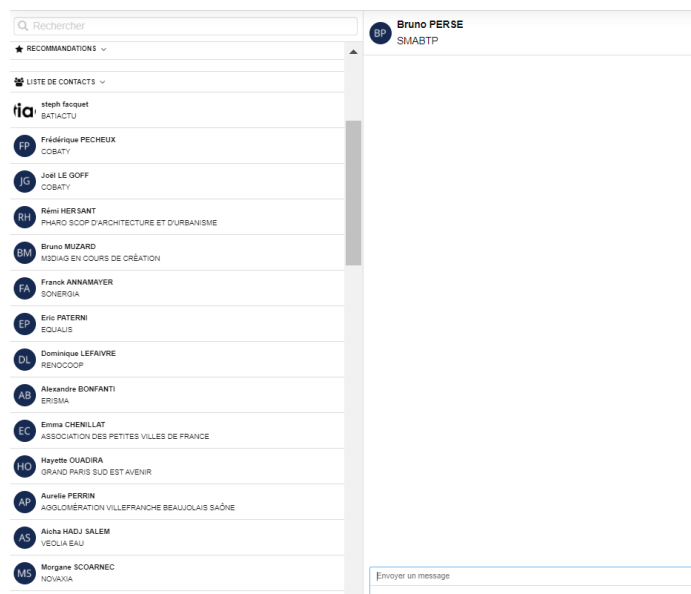 Rechercher
RECOMMANDATIONS
LISTE DE CONTACTS
steph facquet
BATIACTU
FP
Frédérique PECHEUX
COBATY
JG
Joël LE GOFF
COBATY
RH
Rémi HERSANT
PHARO SCOP D'ARCHITECTURE ET D'URBANISME
BM
Bruno MUZARD
M3DIAG EN COURS DE CRÈATION
FA
Franck ANNAMAYER
SONERGIA
EP
Eric PATERNI
EQUALIS
DL
Dominique LEFAIVRE
RENOCOOP
AB
Alexandre BONFANTI
ERISMA
EC
Emma CHENILLAT
ASSOCIATION DES PETITES VILLES DE FRANCE
HO
Hayette OUADIRA
GRAND PARIS SUD EST AVENIR
AP
Aurelie PERRIN
AGGLOMÉRATION VILLEFRANCHE BEAUJOLAIS SAÔNE
AS
Aicha HADJ SALEM
VEOLIA EAU
MS
Morgane SCOARNEC
NOVAXIA
BP
Bruno PERSE
SMABTP
Envoyer un message